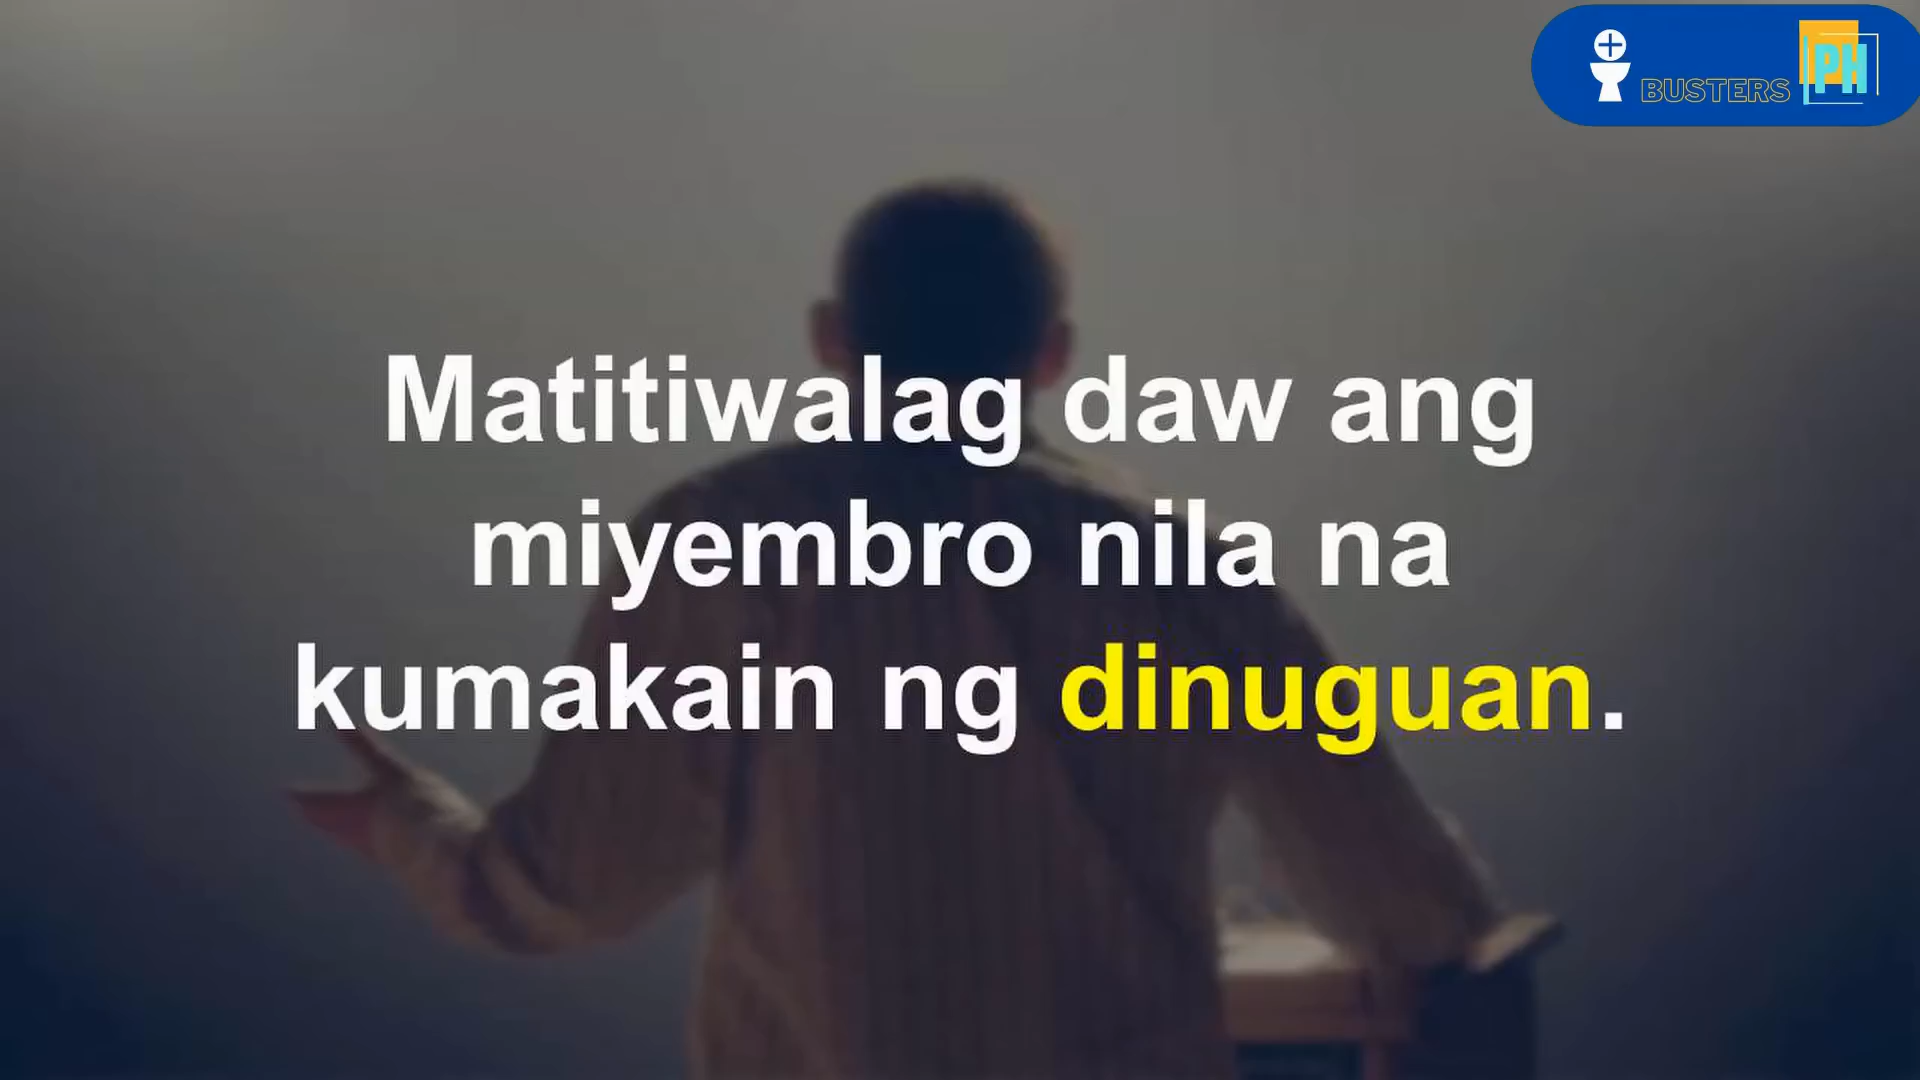 BUSTERS PH
Matitiwalag daw ang
miyembro nila na
kumakain ng dinuguan.